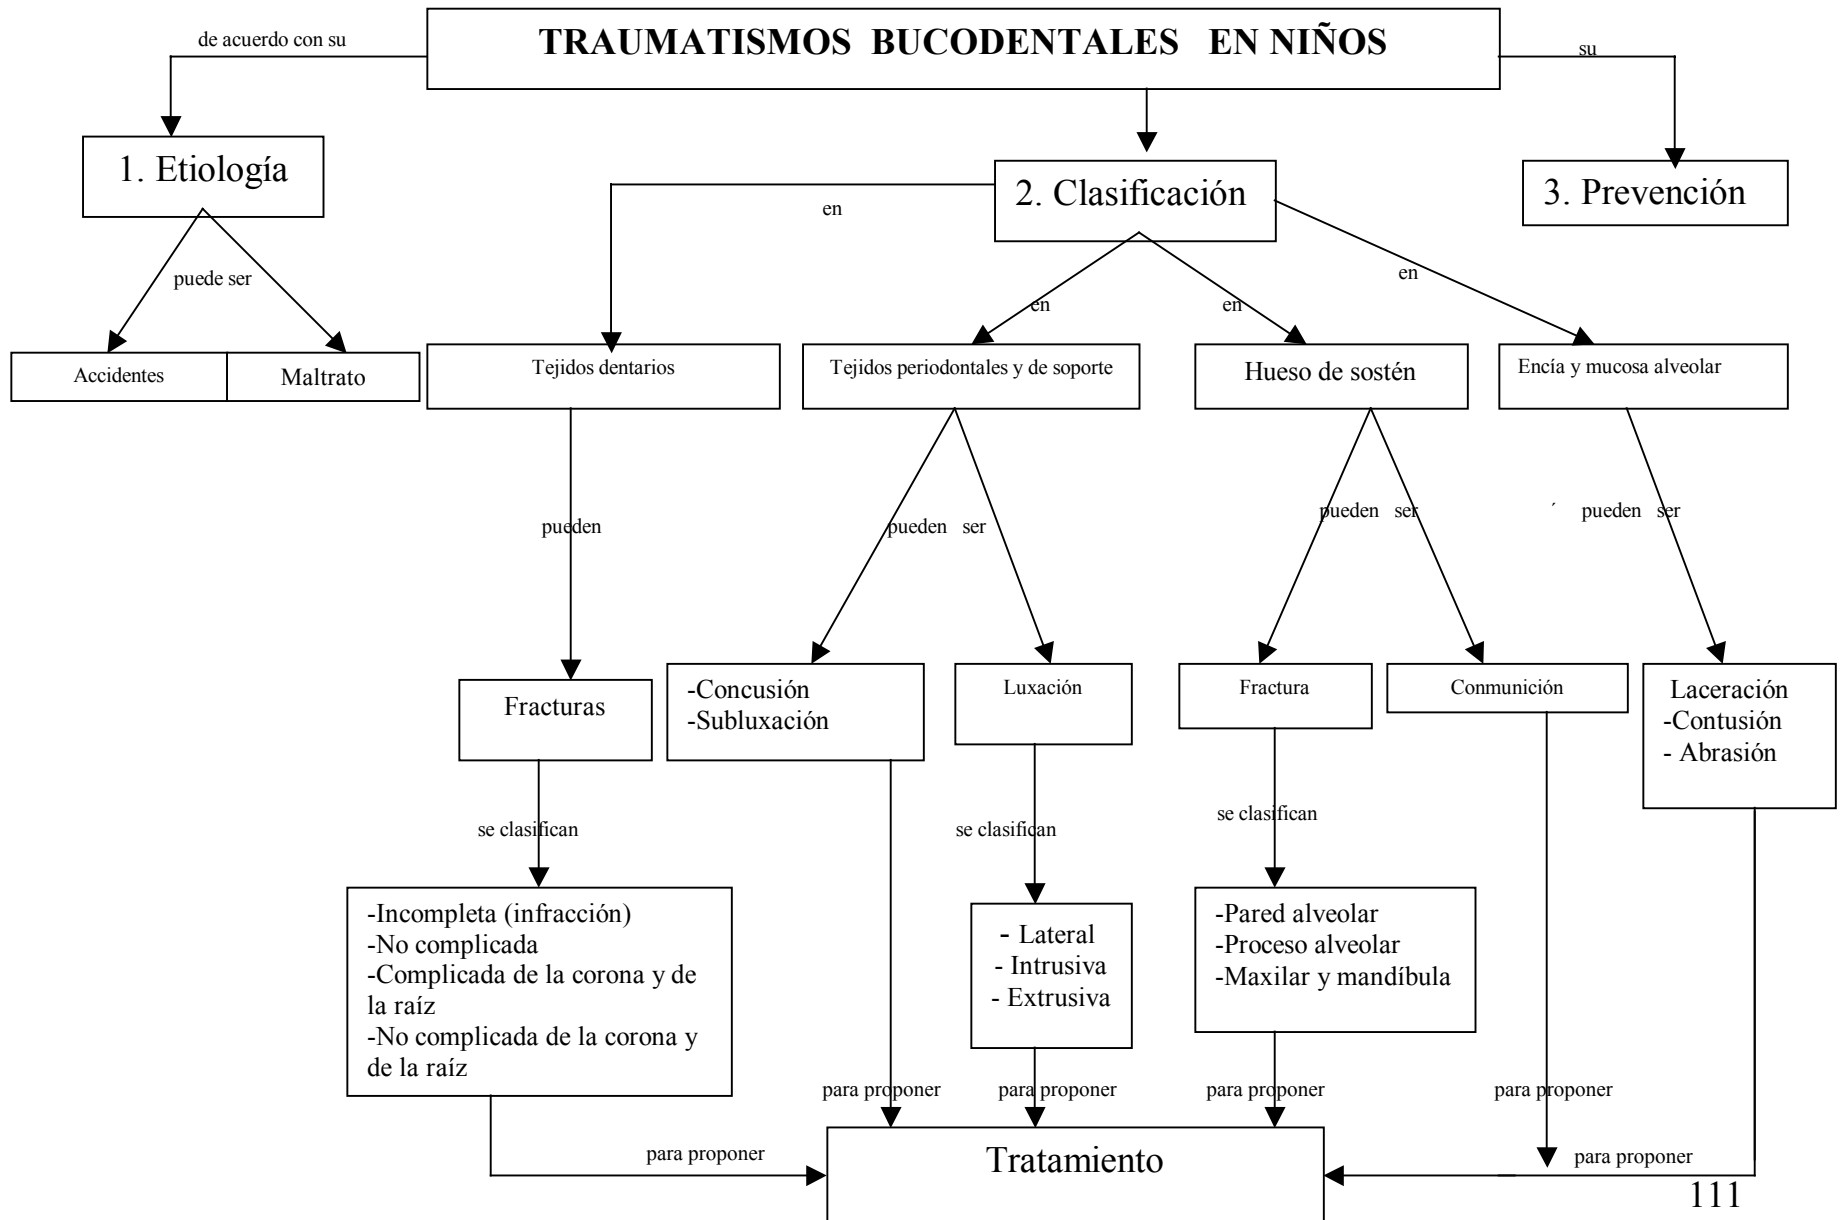 TRAUMATISMOS BUCODENTALES EN NIÑOS
de acuerdo con su
su
1. Etiología
2. Clasificación
3. Prevención
puede ser
en
en
en
en
Accidentes
Maltrato
Tejidos dentarios
Tejidos periodontales y de soporte
Hueso de sostén
Encía y mucosa alveolar
pueden
pueden ser
pueden ser
´ pueden ser
Fracturas
-Concusión
-Subluxación
Luxación
Fractura
Conmunición
Laceración
-Contusión
- Abrasión
se clasifican
se clasifican
se clasifican
-Incompleta (infracción)
-No complicada
-Complicada de la corona y de
la raíz
-No complicada de la corona y
de la raíz
- Lateral
- Intrusiva
- Extrusiva
-Pared alveolar
-Proceso alveolar
-Maxilar y mandíbula
para proponer
para proponer
para proponer
para proponer
para proponer
para proponer
Tratamiento
111